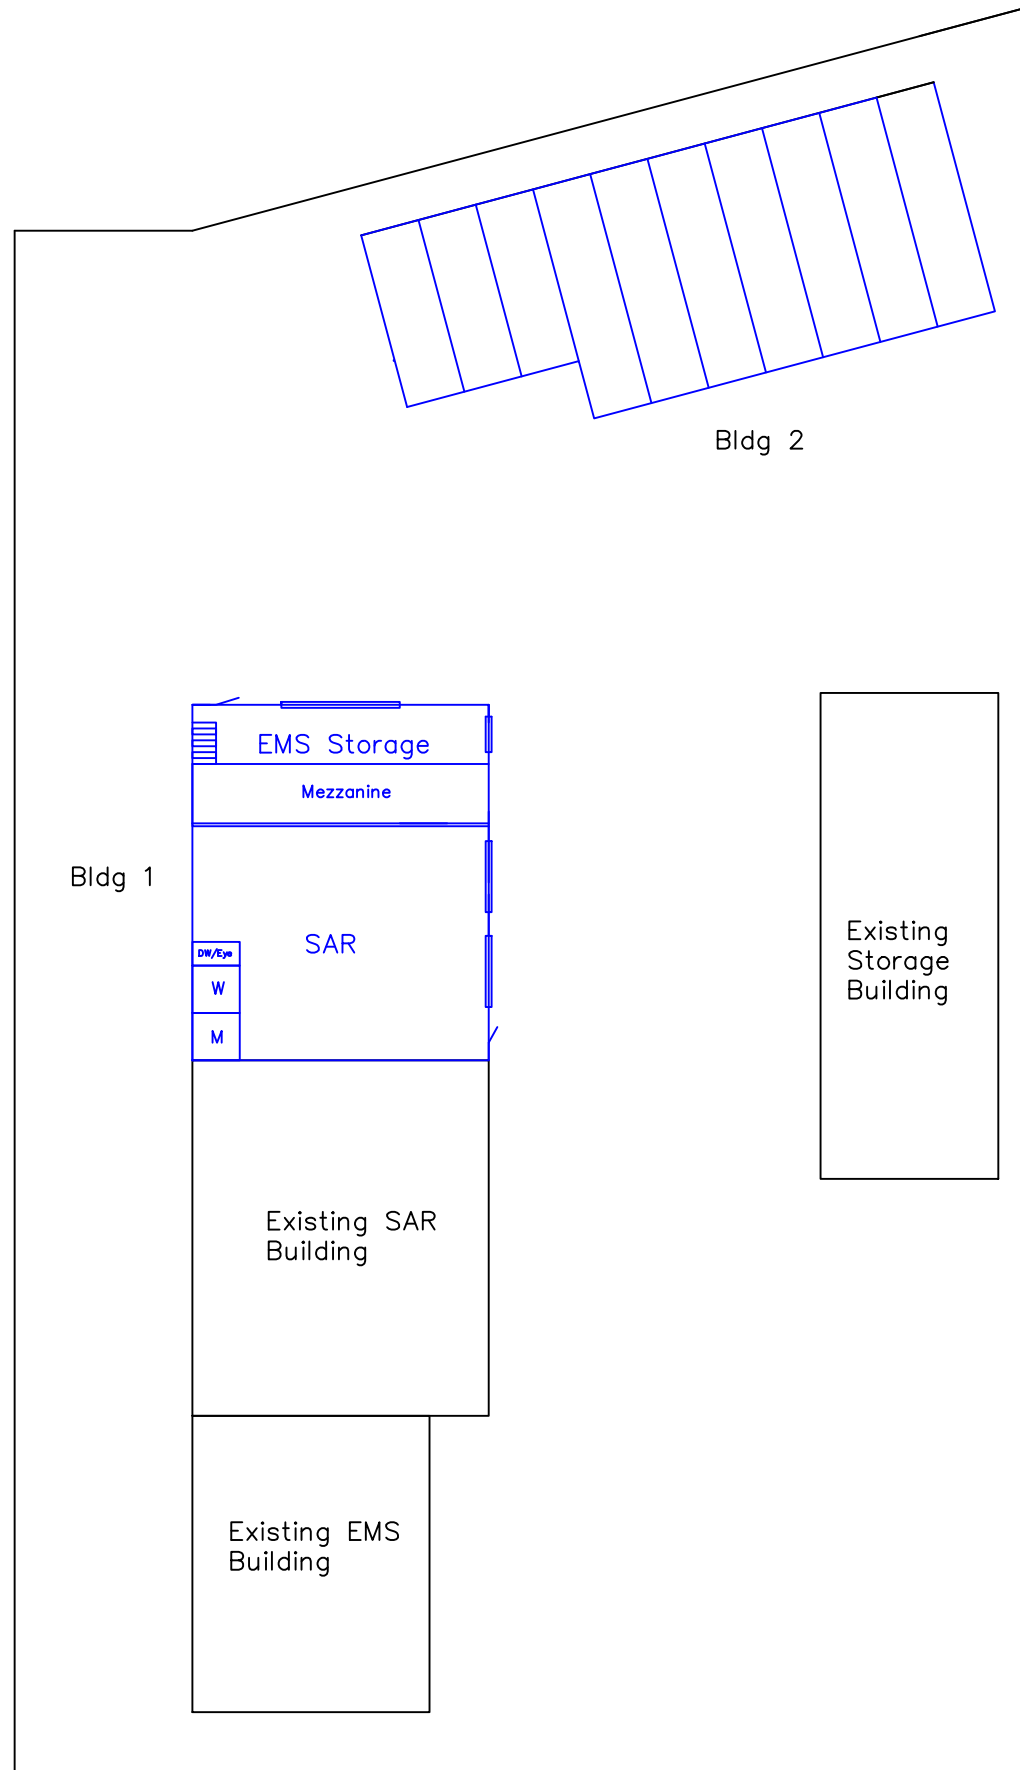 Bldg 2
EMS Storage
Mezzanine
Bldg 1
SAR
DW/Eye
W
M
Existing
Storage
Building
Existing SAR
Building
Existing EMS
Building